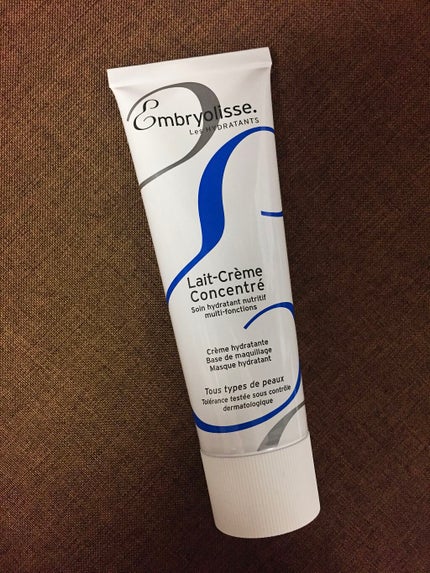 Embryolisse.
Les HYDRATANTS
Lait-Crème
Concentré
Soin hydratant nutritif
multi-fonctions
Crème hydratante
Base de maquillage
Masque hydratant
Tous types de peaux
Tolérance testée sous contrôle
dermatologique